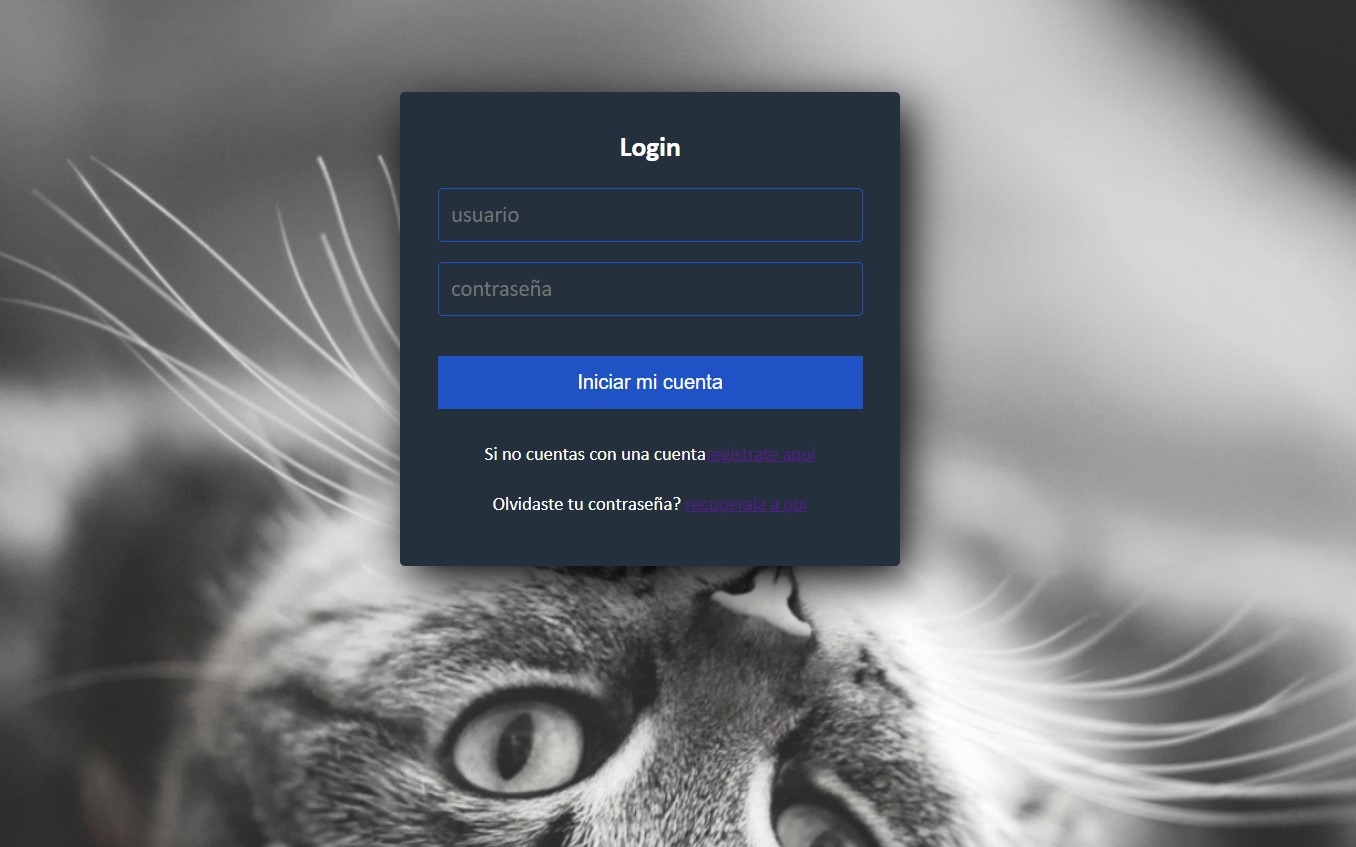 Login
usuario
contraseña
Iniciar mi cuenta
Si no cuentas con una cuentaregistrate aqui
Olvidaste tu contraseña? recuperala a qui